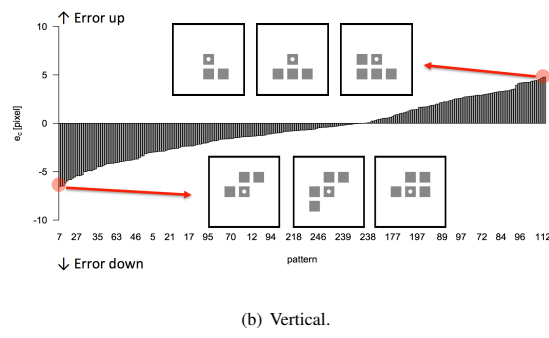 ↑ Error up
10
5
0
-5
-10
e_c [pixel]
7 27 35 63 46 5 21 17 95 70 12 94 218 246 239 238 177 197 89 97 72 84 96 112
pattern
↓ Error down
(b) Vertical.